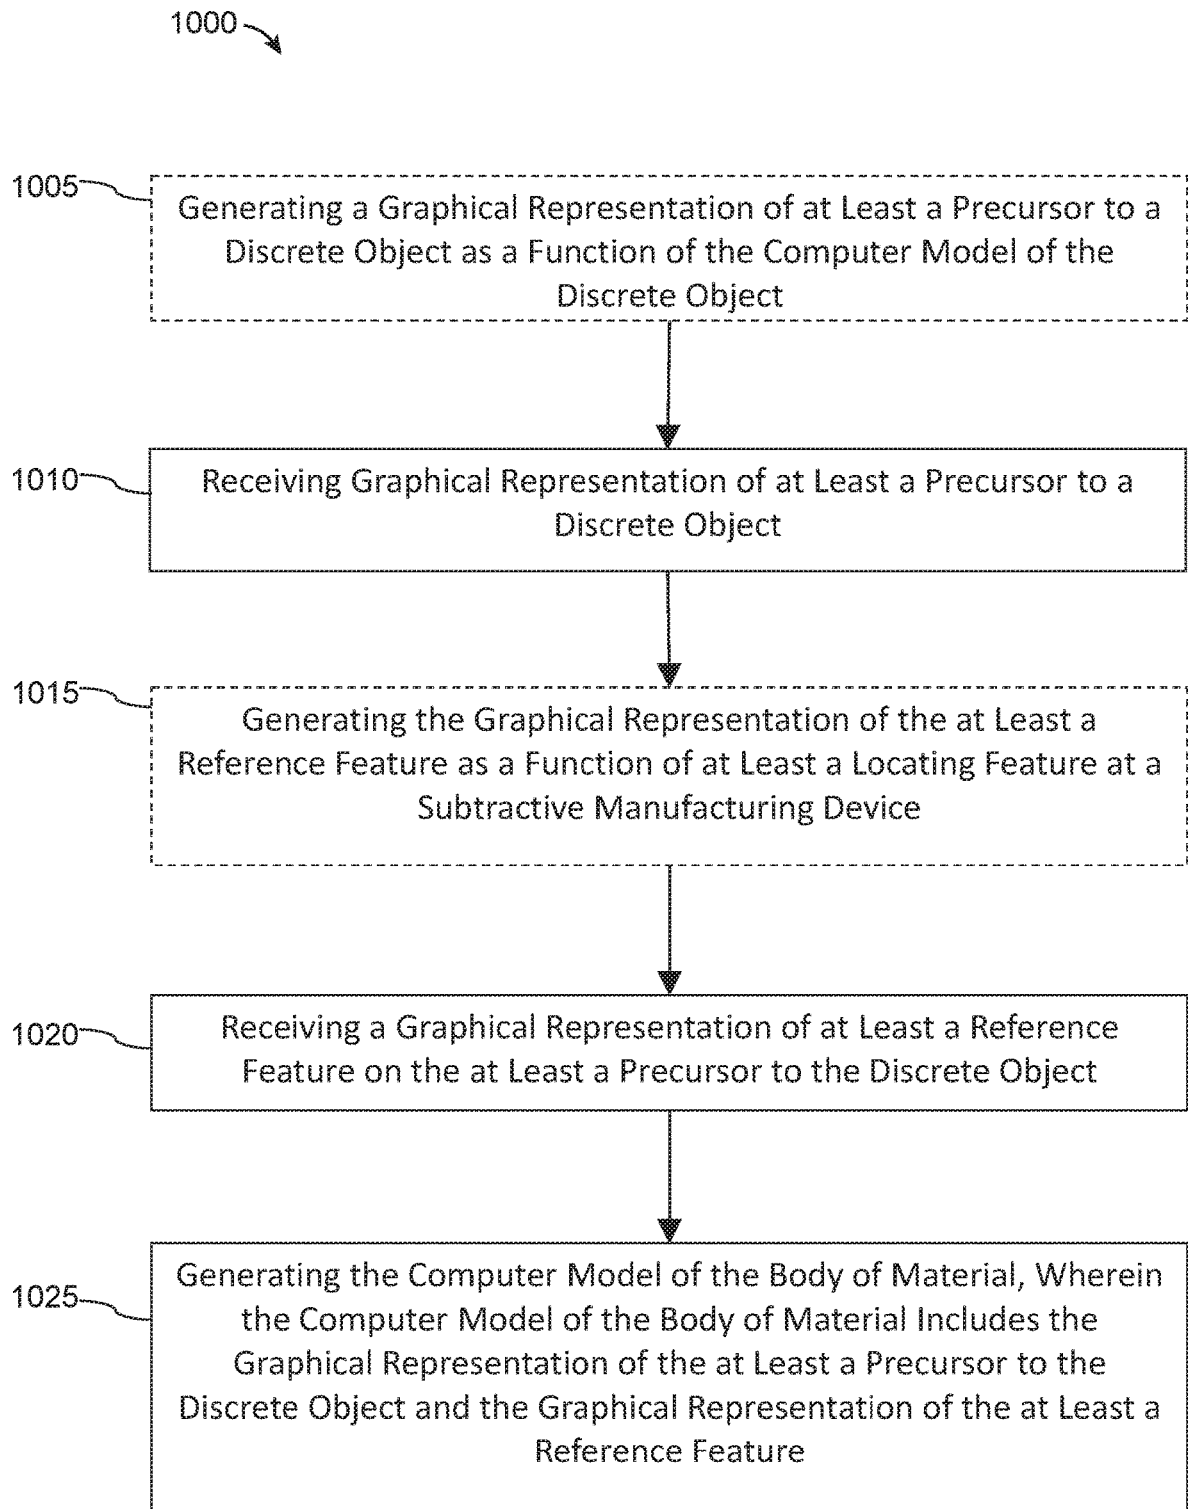 1000
1005
Generating a Graphical Representation of at Least a Precursor to a
Discrete Object as a Function of the Computer Model of the
Discrete Object
1010
Receiving Graphical Representation of at Least a Precursor to a
Discrete Object
1015
Generating the Graphical Representation of the at Least a
Reference Feature as a Function of at Least a Locating Feature at a
Subtractive Manufacturing Device
1020
Receiving a Graphical Representation of at Least a Reference
Feature on the at Least a Precursor to the Discrete Object
1025
Generating the Computer Model of the Body of Material, Wherein
the Computer Model of the Body of Material Includes the
Graphical Representation of the at Least a Precursor to the
Discrete Object and the Graphical Representation of the at Least a
Reference Feature